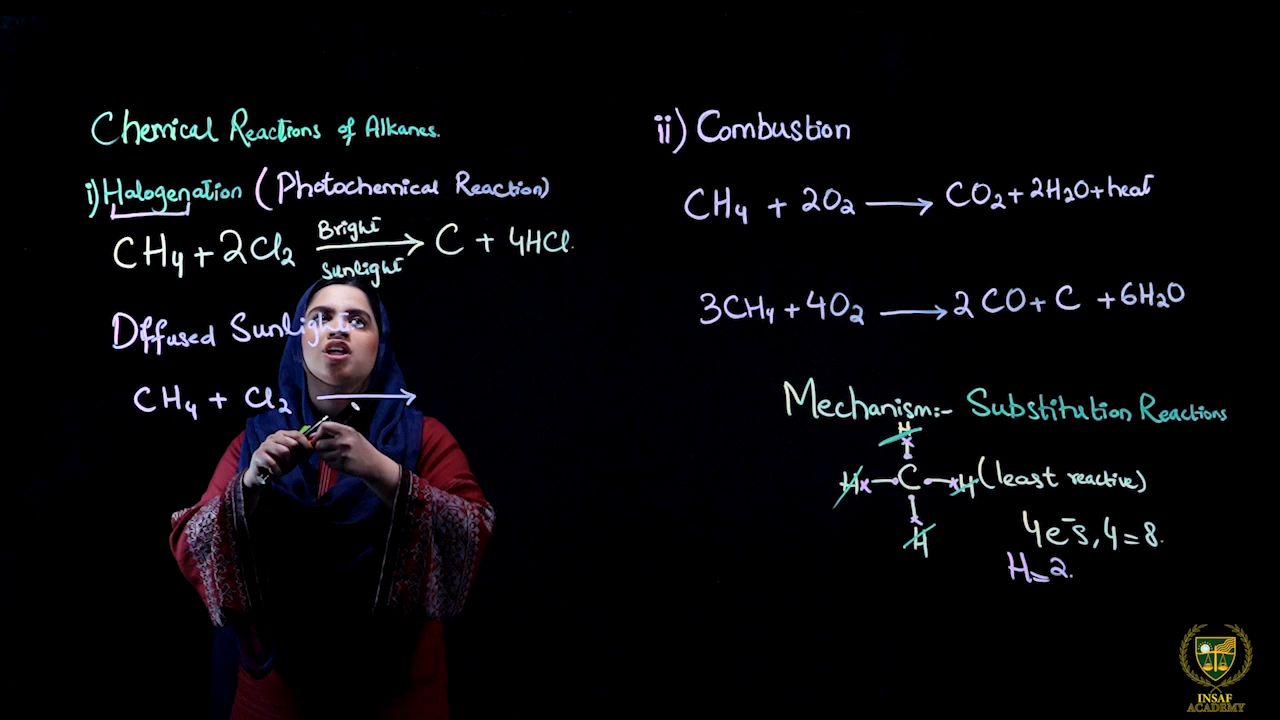 Chemical Reactions of Alkanes.
i) Halogenation (Photochemical Reaction)
CH4 + 2Cl2 Bright Sunlight → C + 4HCl.
Diffused Sunlight
CH4 + Cl2 →
ii) Combustion
CH4 + 2O2 → CO2 + 2H2O + heat
3CH4 + 4O2 → 2CO + C + 6H2O
Mechanism:- Substitution Reactions
H
H x C x H (least reactive)
x
H
4e-s, 4 = 8.
H = 2.
INSAF
ACADEMY